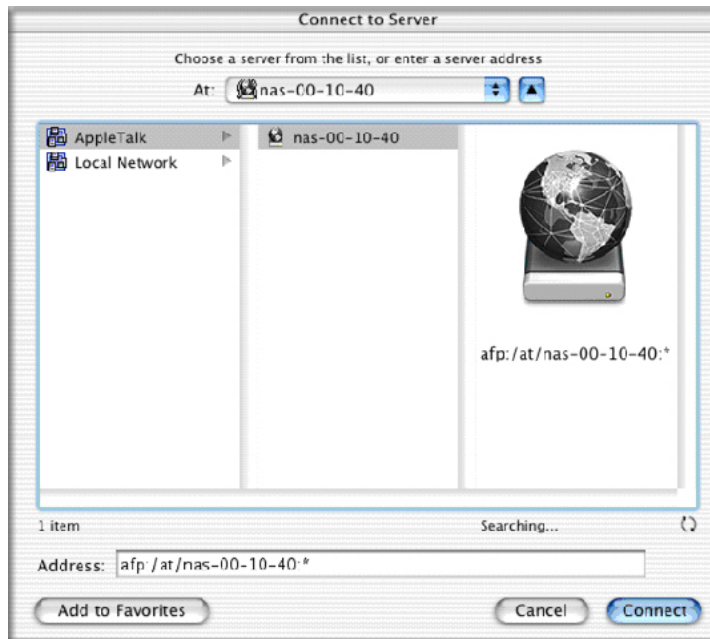 Connect to Server
Choose a server from the list, or enter a server address
At: nas-00-10-40
AppleTalk
Local Network
nas-00-10-40
afp:/at/nas-00-10-40:*
1 item
Searching...
Address: afp:/at/nas-00-10-40:*
Add to Favorites
Cancel
Connect